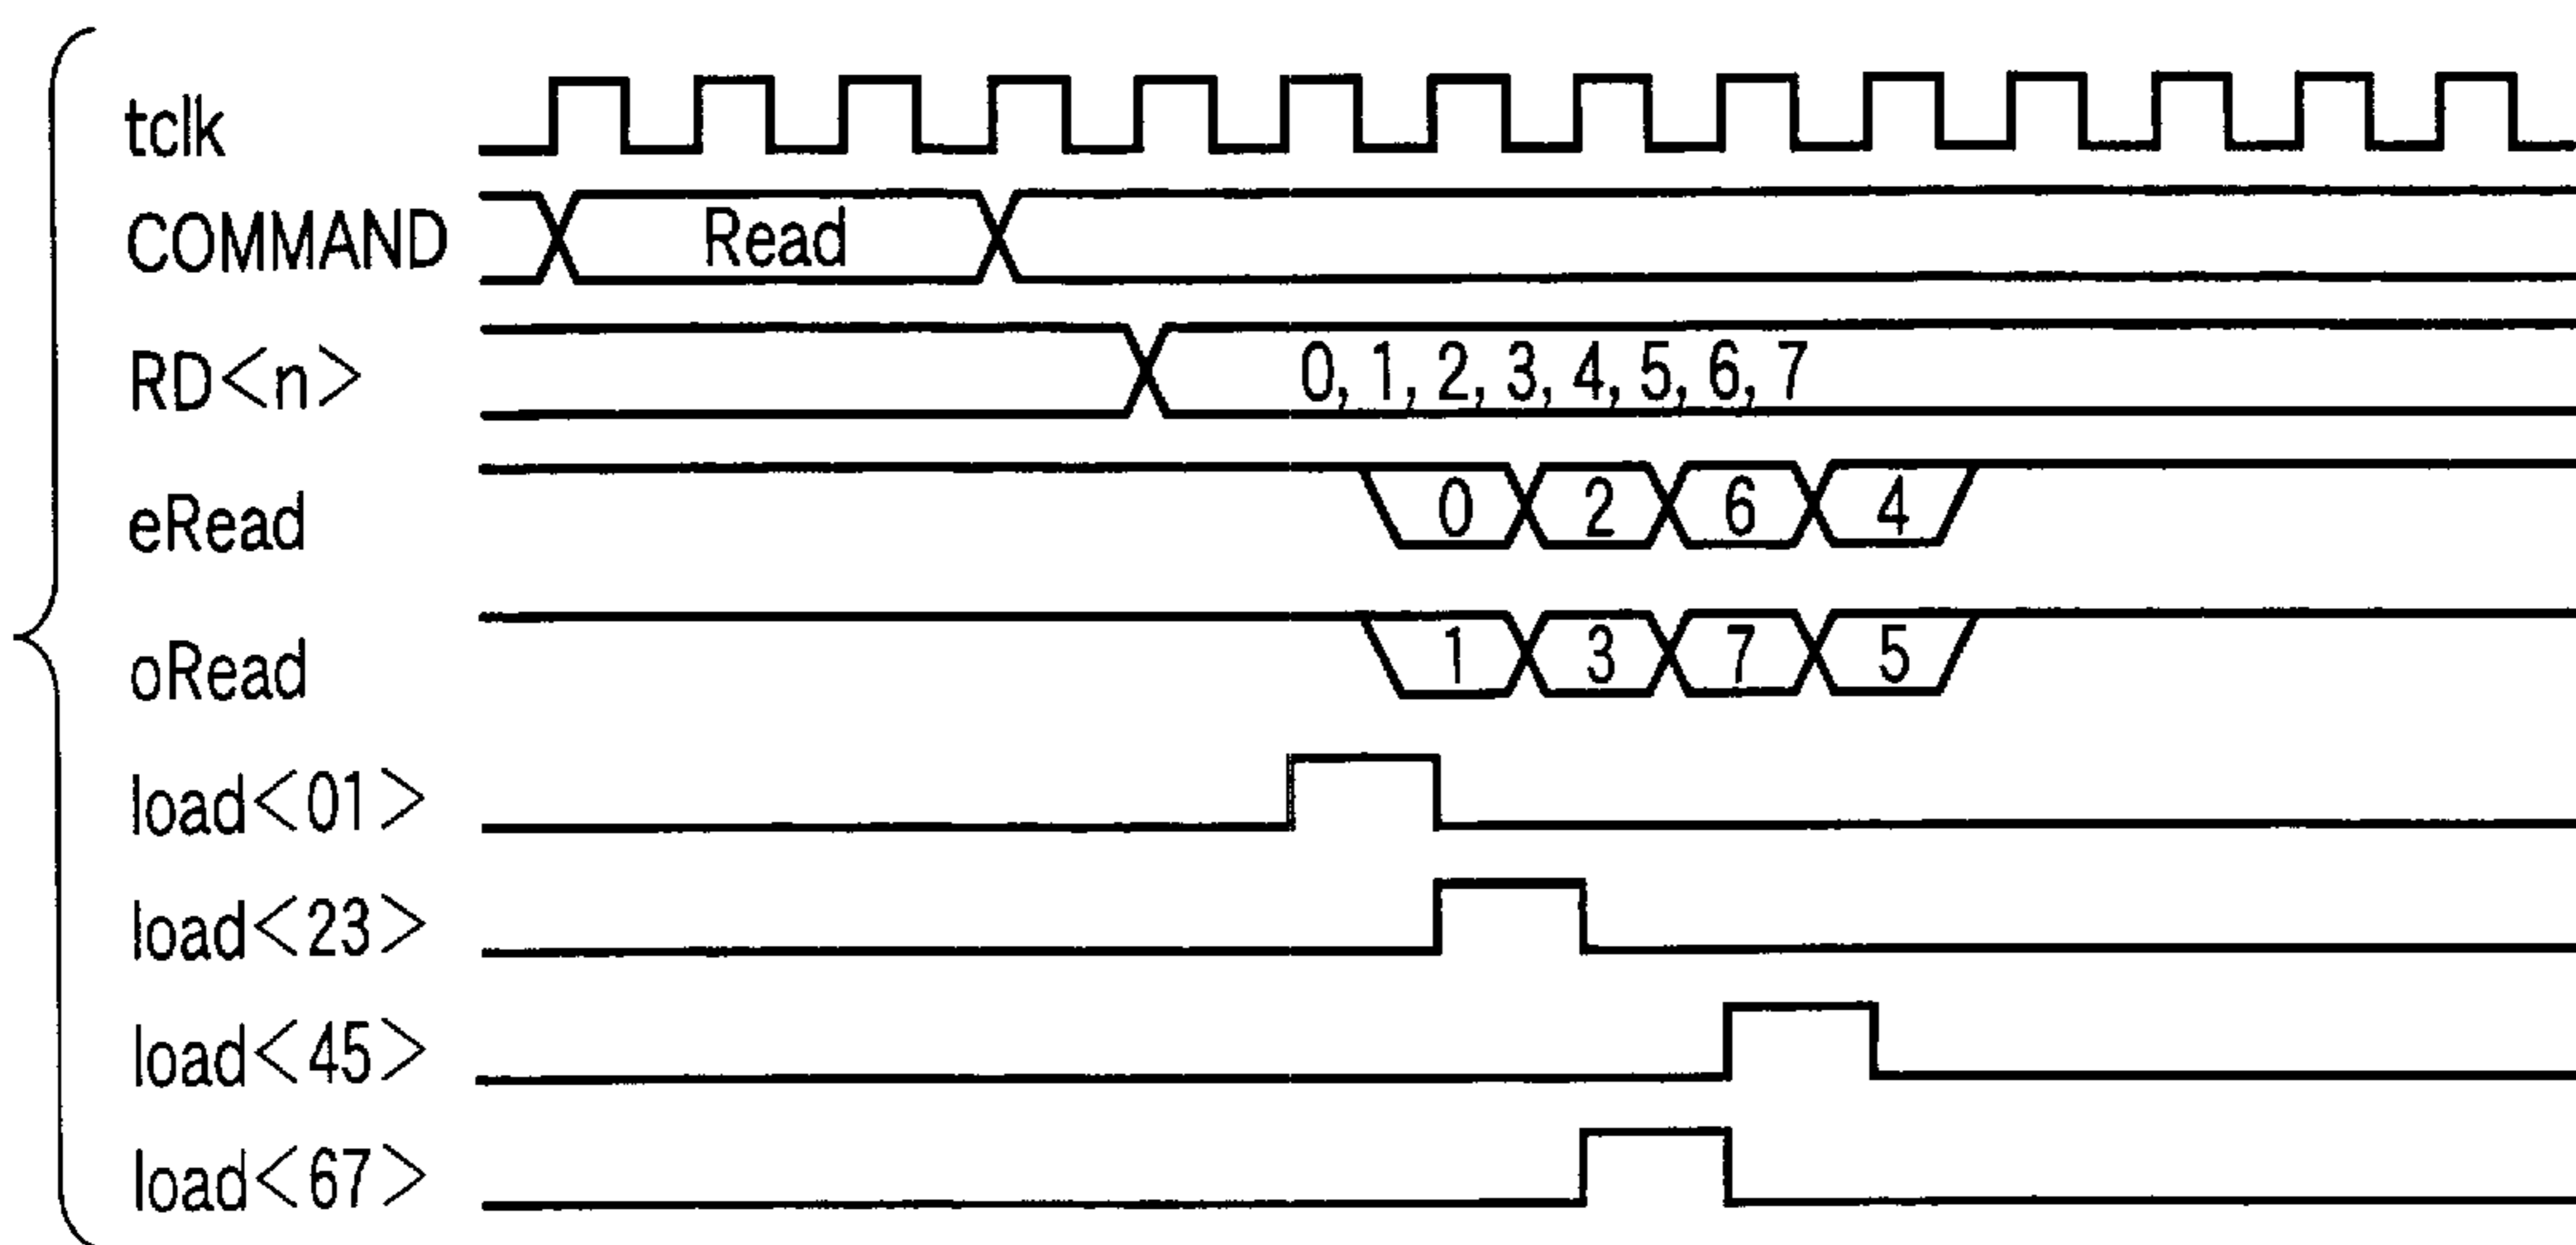 tclk
COMMAND Read
RD<n> 0, 1, 2, 3, 4, 5, 6, 7
eRead 0 2 6 4
oRead 1 3 7 5
load<01>
load<23>
load<45>
load<67>